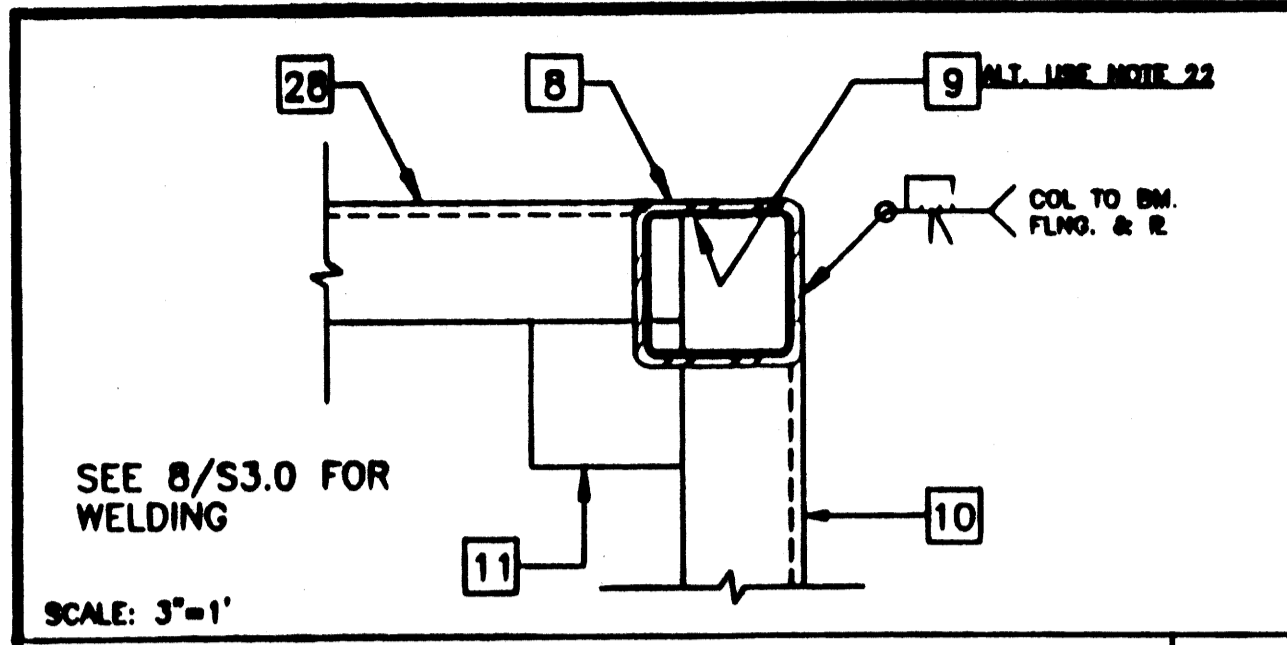 28
8
9 ALT. USE NOTE 22
COL TO BM.
FLNG. & PL
SEE 8/S3.0 FOR
WELDING
10
11
SCALE: 3"=1'